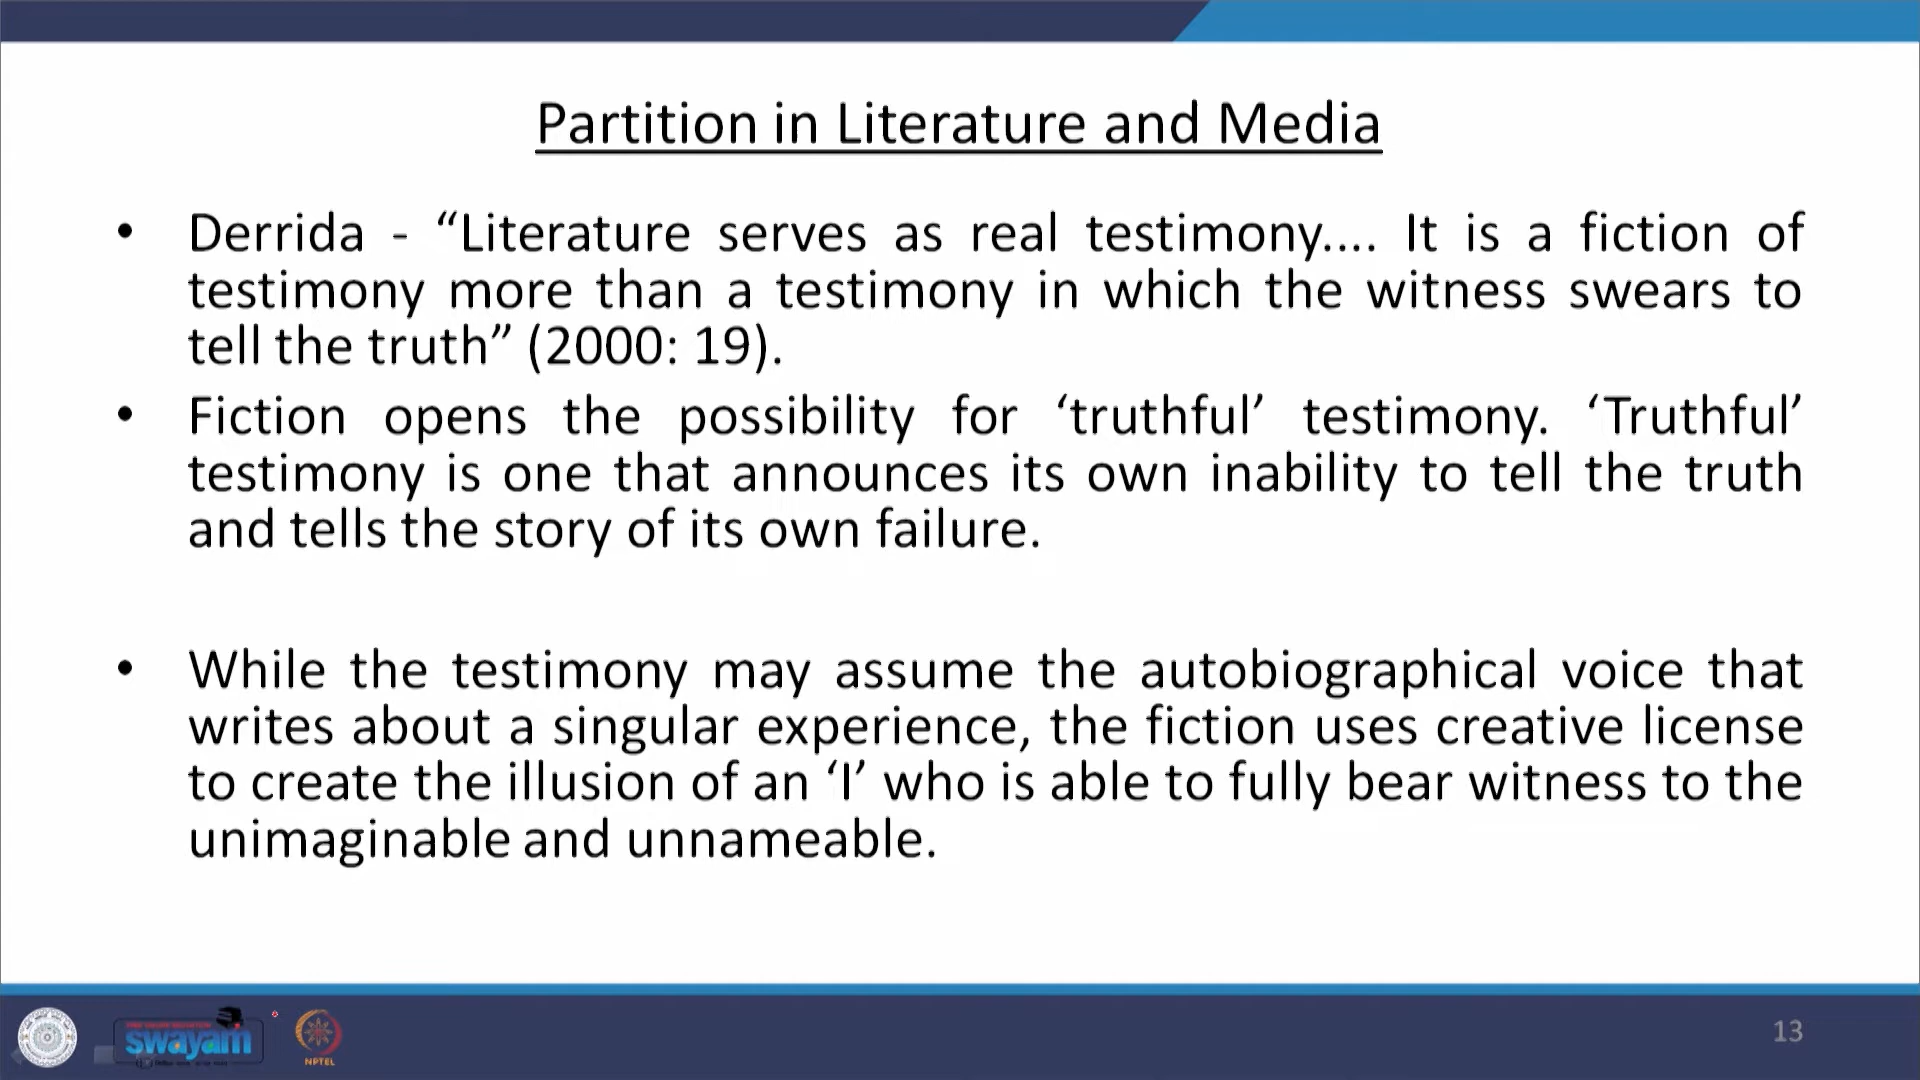 Partition in Literature and Media
• Derrida - “Literature serves as real testimony.... It is a fiction of
testimony more than a testimony in which the witness swears to
tell the truth” (2000: 19).
• Fiction opens the possibility for ‘truthful’ testimony. ‘Truthful’
testimony is one that announces its own inability to tell the truth
and tells the story of its own failure.
• While the testimony may assume the autobiographical voice that
writes about a singular experience, the fiction uses creative license
to create the illusion of an ‘I’ who is able to fully bear witness to the
unimaginable and unnameable.
swayam
NPTEL
13